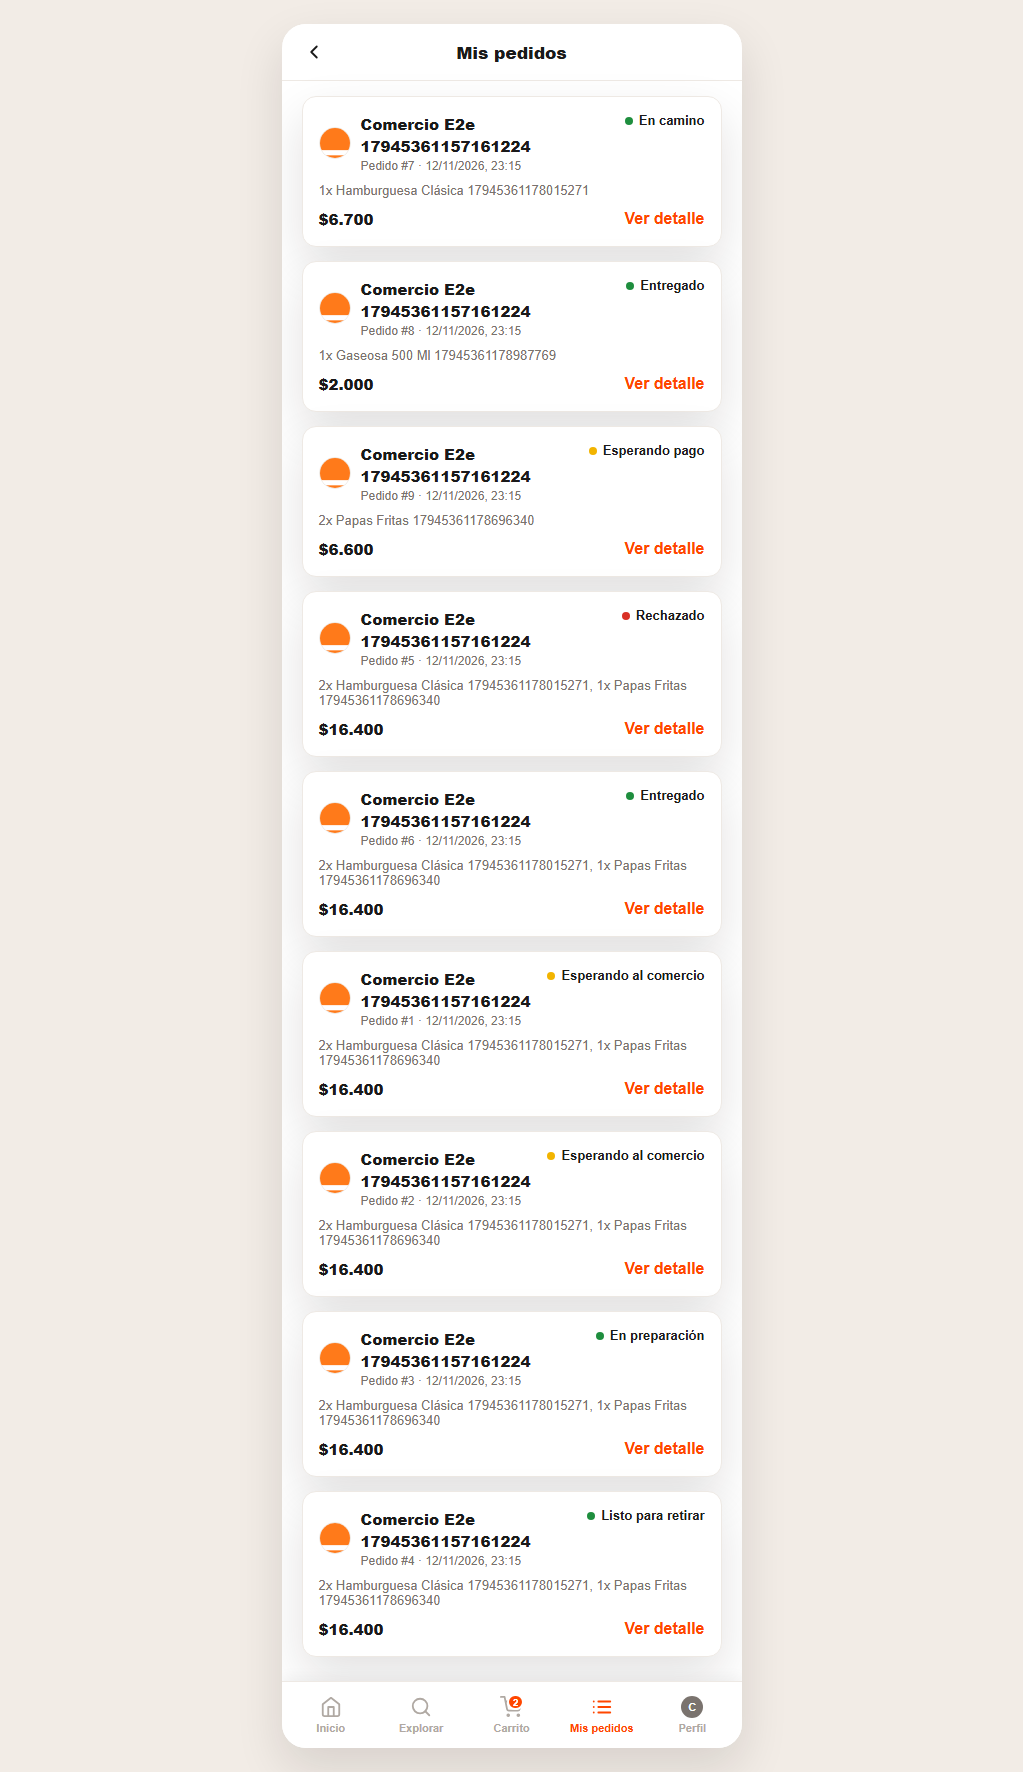 Mis pedidos
Comercio E2e
17945361157161224
En camino
Pedido #7 · 12/11/2026, 23:15
1x Hamburguesa Clásica 17945361178015271
$6.700
Ver detalle
Comercio E2e
17945361157161224
Entregado
Pedido #8 · 12/11/2026, 23:15
1x Gaseosa 500 Ml 17945361178987769
$2.000
Ver detalle
Comercio E2e
17945361157161224
Esperando pago
Pedido #9 · 12/11/2026, 23:15
2x Papas Fritas 17945361178696340
$6.600
Ver detalle
Comercio E2e
17945361157161224
Rechazado
Pedido #5 · 12/11/2026, 23:15
2x Hamburguesa Clásica 17945361178015271, 1x Papas Fritas
17945361178696340
$16.400
Ver detalle
Comercio E2e
17945361157161224
Entregado
Pedido #6 · 12/11/2026, 23:15
2x Hamburguesa Clásica 17945361178015271, 1x Papas Fritas
17945361178696340
$16.400
Ver detalle
Comercio E2e
17945361157161224
Esperando al comercio
Pedido #1 · 12/11/2026, 23:15
2x Hamburguesa Clásica 17945361178015271, 1x Papas Fritas
17945361178696340
$16.400
Ver detalle
Comercio E2e
17945361157161224
Esperando al comercio
Pedido #2 · 12/11/2026, 23:15
2x Hamburguesa Clásica 17945361178015271, 1x Papas Fritas
17945361178696340
$16.400
Ver detalle
Comercio E2e
17945361157161224
En preparación
Pedido #3 · 12/11/2026, 23:15
2x Hamburguesa Clásica 17945361178015271, 1x Papas Fritas
17945361178696340
$16.400
Ver detalle
Comercio E2e
17945361157161224
Listo para retirar
Pedido #4 · 12/11/2026, 23:15
2x Hamburguesa Clásica 17945361178015271, 1x Papas Fritas
17945361178696340
$16.400
Ver detalle
2
C
Inicio
Explorar
Carrito
Mis pedidos
Perfil